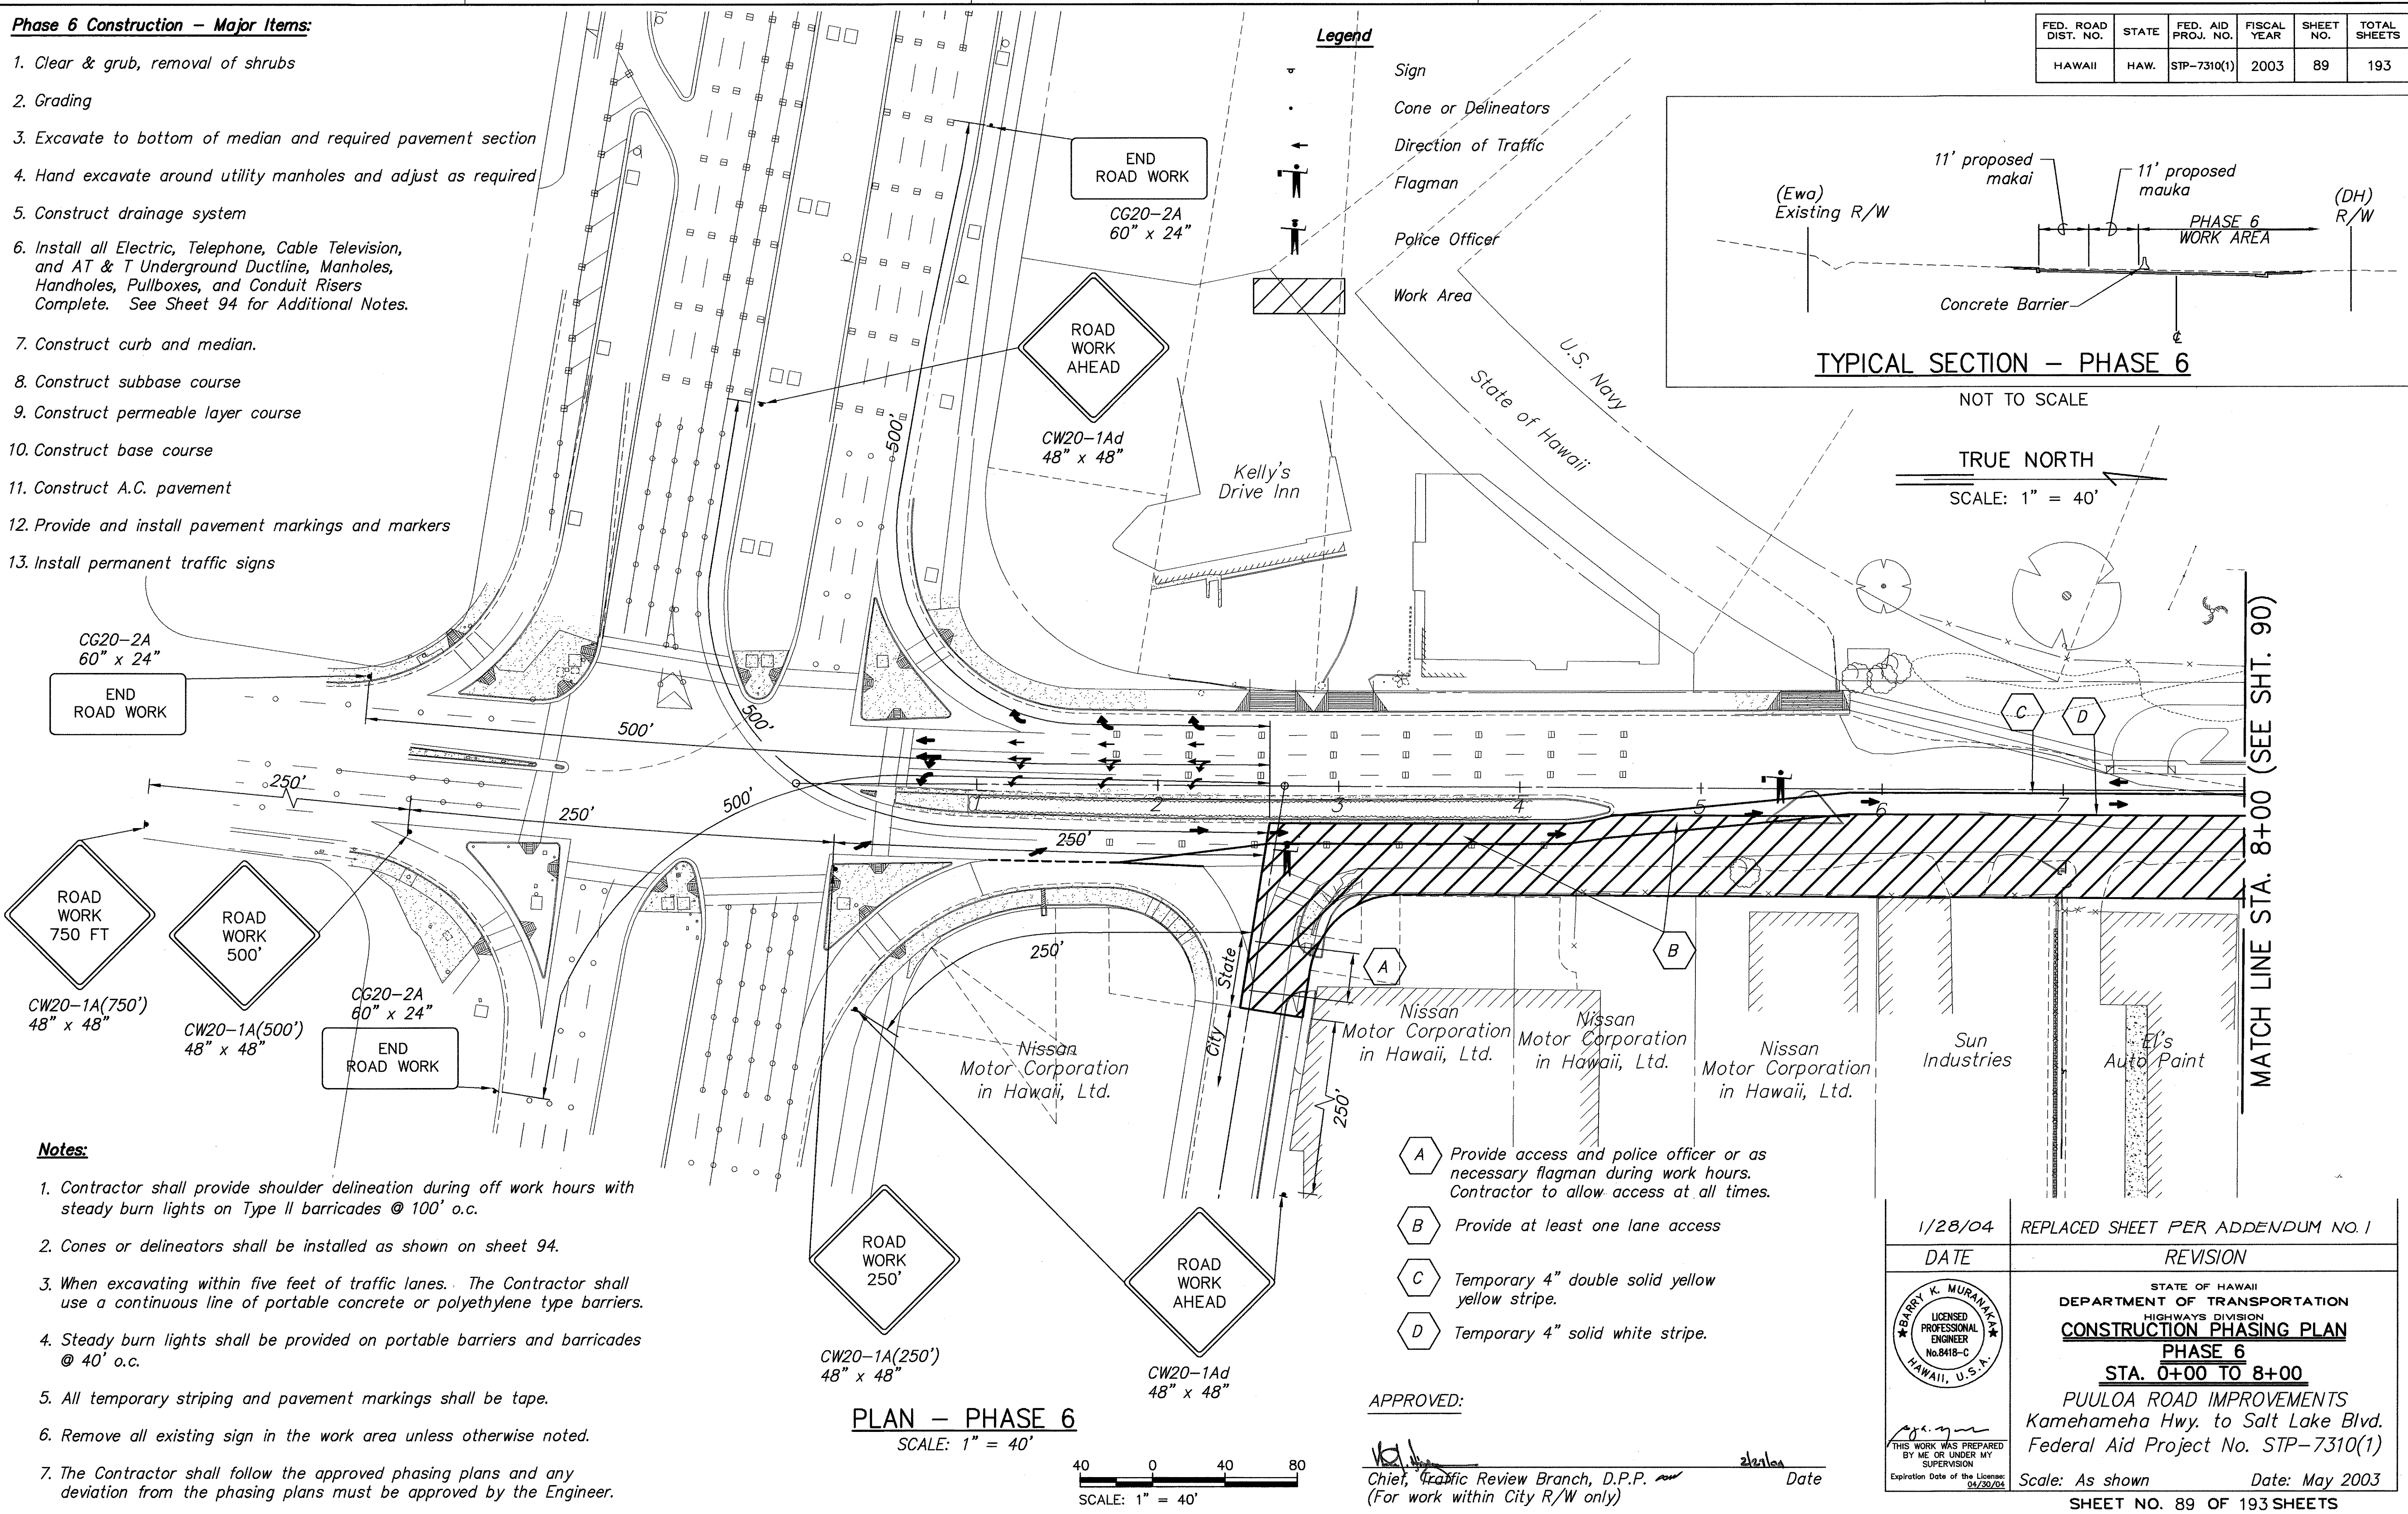 Phase 6 Construction – Major Items:
1. Clear & grub, removal of shrubs
2. Grading
3. Excavate to bottom of median and required pavement section
4. Hand excavate around utility manholes and adjust as required
5. Construct drainage system
6. Install all Electric, Telephone, Cable Television,
and AT & T Underground Ductline, Manholes,
Handholes, Pullboxes, and Conduit Risers
Complete. See Sheet 94 for Additional Notes.
7. Construct curb and median.
8. Construct subbase course
9. Construct permeable layer course
10. Construct base course
11. Construct A.C. pavement
12. Provide and install pavement markings and markers
13. Install permanent traffic signs
Legend
Sign
Cone or Delineators
Direction of Traffic
Flagman
Police Officer
Work Area
FED. ROAD DIST. NO. STATE FED. AID PROJ. NO. FISCAL YEAR SHEET NO. TOTAL SHEETS
HAWAII HAW. STP-7310(1) 2003 89 193
11' proposed
makai
11' proposed
mauka
(Ewa)
Existing R/W
(DH)
R/W
PHASE 6
WORK AREA
Concrete Barrier
℄
TYPICAL SECTION – PHASE 6
NOT TO SCALE
TRUE NORTH
SCALE: 1" = 40'
END
ROAD WORK
CG20-2A
60" x 24"
ROAD
WORK
AHEAD
CW20-1Ad
48" x 48"
500'
Kelly's
Drive Inn
State of Hawaii
U.S. Navy
CG20-2A
60" x 24"
END
ROAD WORK
500'
500'
250'
250'
500'
250'
1
2
3
4
5
6
7
C
D
MATCH LINE STA. 8+00 (SEE SHT. 90)
ROAD
WORK
750 FT
CW20-1A(750')
48" x 48"
ROAD
WORK
500'
CW20-1A(500')
48" x 48"
CG20-2A
60" x 24"
END
ROAD WORK
250'
State
City
A
B
250'
Nissan
Motor Corporation
in Hawaii, Ltd.
Nissan
Motor Corporation
in Hawaii, Ltd.
Nissan
Motor Corporation
in Hawaii, Ltd.
Nissan
Motor Corporation
in Hawaii, Ltd.
Sun
Industries
El's
Auto Paint
Notes:
1. Contractor shall provide shoulder delineation during off work hours with
steady burn lights on Type II barricades @ 100' o.c.
2. Cones or delineators shall be installed as shown on sheet 94.
3. When excavating within five feet of traffic lanes. The Contractor shall
use a continuous line of portable concrete or polyethylene type barriers.
4. Steady burn lights shall be provided on portable barriers and barricades
@ 40' o.c.
5. All temporary striping and pavement markings shall be tape.
6. Remove all existing sign in the work area unless otherwise noted.
7. The Contractor shall follow the approved phasing plans and any
deviation from the phasing plans must be approved by the Engineer.
ROAD
WORK
250'
CW20-1A(250')
48" x 48"
ROAD
WORK
AHEAD
CW20-1Ad
48" x 48"
PLAN – PHASE 6
SCALE: 1" = 40'
40 0 40 80
SCALE: 1" = 40'
A Provide access and police officer or as
necessary flagman during work hours.
Contractor to allow access at all times.
B Provide at least one lane access
C Temporary 4" double solid yellow
yellow stripe.
D Temporary 4" solid white stripe.
APPROVED:
Chief, Traffic Review Branch, D.P.P. Date
(For work within City R/W only)
1/28/04 REPLACED SHEET PER ADDENDUM NO. 1
DATE REVISION
BARRY K. MURANAKA
LICENSED
PROFESSIONAL
ENGINEER
No.8418-C
HAWAII, U.S.A.
THIS WORK WAS PREPARED
BY ME OR UNDER MY
SUPERVISION
Expiration Date of the License:
04/30/04
STATE OF HAWAII
DEPARTMENT OF TRANSPORTATION
HIGHWAYS DIVISION
CONSTRUCTION PHASING PLAN
PHASE 6
STA. 0+00 TO 8+00
PUULOA ROAD IMPROVEMENTS
Kamehameha Hwy. to Salt Lake Blvd.
Federal Aid Project No. STP-7310(1)
Scale: As shown Date: May 2003
SHEET NO. 89 OF 193 SHEETS